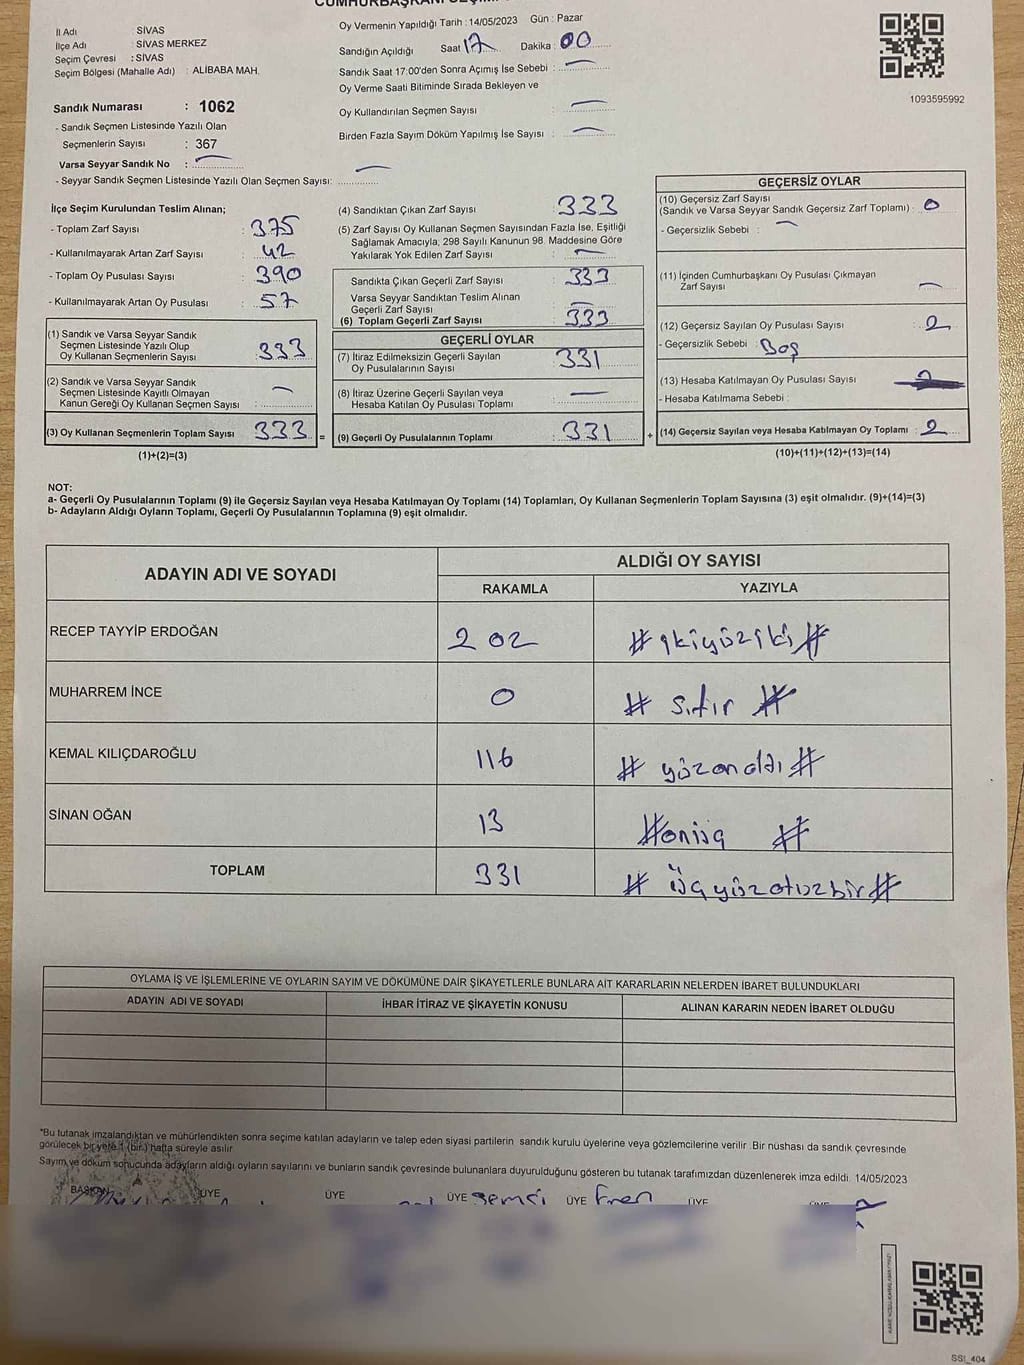 İl Adı : SİVAS
İlçe Adı : SİVAS MERKEZ
Seçim Çevresi : SİVAS
Seçim Bölgesi (Mahalle Adı) : ALİBABA MAH.
Oy Vermenin Yapıldığı Tarih : 14/05/2023 Gün : Pazar
Sandığın Açıldığı Saat 17 Dakika : 00
Sandık Saat 17:00'den Sonra Açımış İse Sebebi : —
Oy Verme Saati Bitiminde Sırada Bekleyen ve
Oy Kullandırılan Seçmen Sayısı : —
Birden Fazla Sayım Döküm Yapılmış İse Sayısı : —
1093595992
Sandık Numarası : 1062
- Sandık Seçmen Listesinde Yazılı Olan
Seçmenlerin Sayısı : 367
Varsa Seyyar Sandık No : —
- Seyyar Sandık Seçmen Listesinde Yazılı Olan Seçmen Sayısı: —
İlçe Seçim Kurulundan Teslim Alınan;
- Toplam Zarf Sayısı : 375
- Kullanılmayarak Artan Zarf Sayısı : 42
- Toplam Oy Pusulası Sayısı : 390
- Kullanılmayarak Artan Oy Pusulası : 57
(1) Sandık ve Varsa Seyyar Sandık
Seçmen Listesinde Yazılı Olup
Oy Kullanan Seçmenlerin Sayısı : 333
(2) Sandık ve Varsa Seyyar Sandık
Seçmen Listesinde Kayıtlı Olmayan
Kanun Gereği Oy Kullanan Seçmen Sayısı : —
(3) Oy Kullanan Seçmenlerin Toplam Sayısı : 333 =
(1)+(2)=(3)
(4) Sandıktan Çıkan Zarf Sayısı : 333
(5) Zarf Sayısı Oy Kullanan Seçmen Sayısından Fazla İse, Eşitliği
Sağlamak Amacıyla, 298 Sayılı Kanunun 98. Maddesine Göre
Yakılarak Yok Edilen Zarf Sayısı : —
Sandıkta Çıkan Geçerli Zarf Sayısı : 333
Varsa Seyyar Sandıktan Teslim Alınan
Geçerli Zarf Sayısı : —
(6) Toplam Geçerli Zarf Sayısı : 333
GEÇERLİ OYLAR
(7) İtiraz Edilmeksizin Geçerli Sayılan
Oy Pusulalarının Sayısı : 331
(8) İtiraz Üzerine Geçerli Sayılan veya
Hesaba Katılan Oy Pusulası Toplamı : —
(9) Geçerli Oy Pusulalarının Toplamı : 331 +
GEÇERSİZ OYLAR
(10) Geçersiz Zarf Sayısı
(Sandık ve Varsa Seyyar Sandık Geçersiz Zarf Toplamı) : 0
- Geçersizlik Sebebi : —
(11) İçinden Cumhurbaşkanı Oy Pusulası Çıkmayan
Zarf Sayısı : —
(12) Geçersiz Sayılan Oy Pusulası Sayısı : 2
- Geçersizlik Sebebi : Boş
(13) Hesaba Katılmayan Oy Pusulası Sayısı :
- Hesaba Katılmama Sebebi :
(14) Geçersiz Sayılan veya Hesaba Katılmayan Oy Toplamı : 2
(10)+(11)+(12)+(13)=(14)
NOT:
a- Geçerli Oy Pusulalarının Toplamı (9) ile Geçersiz Sayılan veya Hesaba Katılmayan Oy Toplamı (14) Toplamları, Oy Kullanan Seçmenlerin Toplam Sayısına (3) eşit olmalıdır. (9)+(14)=(3)
b- Adayların Aldığı Oyların Toplamı, Geçerli Oy Pusulalarının Toplamına (9) eşit olmalıdır.
ADAYIN ADI VE SOYADI ALDIĞI OY SAYISI
RAKAMLA YAZIYLA
RECEP TAYYİP ERDOĞAN 202 # ikiyüziki #
MUHARREM İNCE 0 # sıfır #
KEMAL KILIÇDAROĞLU 116 # yüzonaltı #
SİNAN OĞAN 13 # onüç #
TOPLAM 331 # üçyüzotuzbir #
OYLAMA İŞ VE İŞLEMLERİNE VE OYLARIN SAYIM VE DÖKÜMÜNE DAİR ŞİKAYETLERLE BUNLARA AİT KARARLARIN NELERDEN İBARET BULUNDUKLARI
ADAYIN ADI VE SOYADI İHBAR İTİRAZ VE ŞİKAYETİN KONUSU ALINAN KARARIN NEDEN İBARET OLDUĞU
*Bu tutanak imzalandıktan ve mühürlendikten sonra seçime katılan adayların ve talep eden siyasi partilerin sandık kurulu üyelerine veya gözlemcilerine verilir. Bir nüshası da sandık çevresinde
görülecek bir yere 1 (bir) hafta süreyle asılır.
Sayım ve döküm sonucunda adayların aldığı oyların sayılarını ve bunların sandık çevresinde bulunanlara duyurulduğunu gösteren bu tutanak tarafımızdan düzenlenerek imza edildi. 14/05/2023
BAŞKAN ÜYE ÜYE ÜYE Şemsi ÜYE Eren ÜYE
SSİ_404